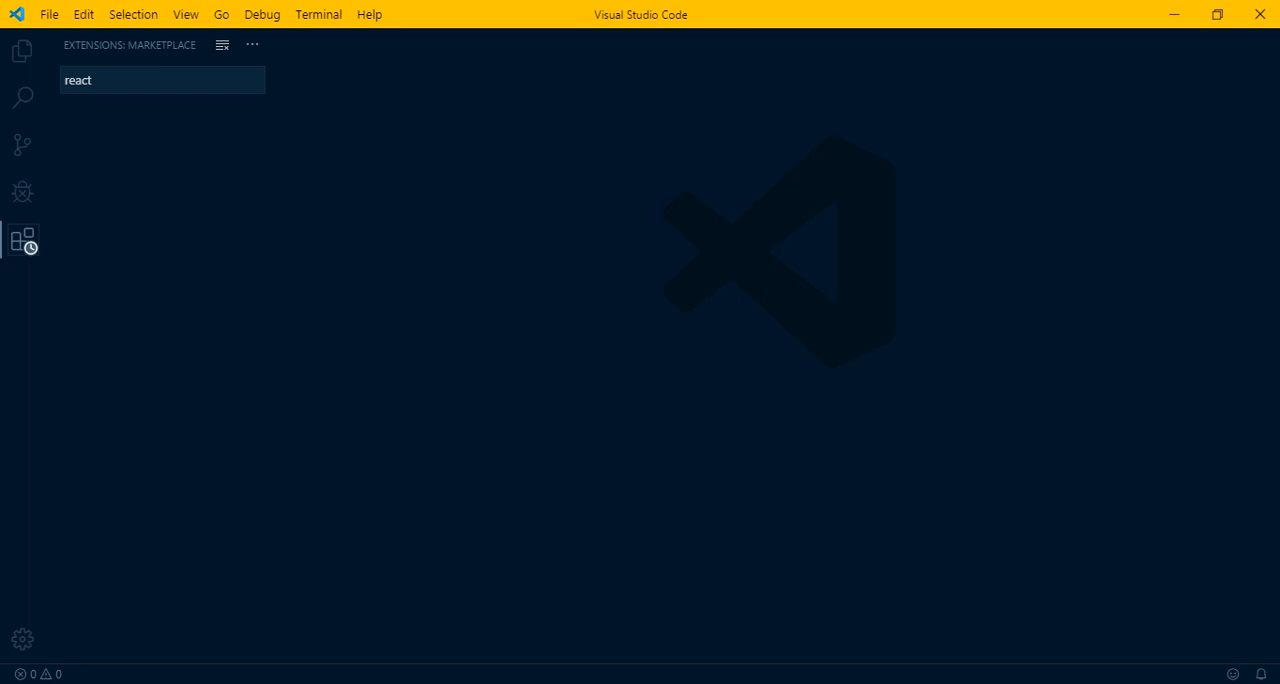 File Edit Selection View Go Debug Terminal Help Visual Studio Code
EXTENSIONS: MARKETPLACE
react
0 0